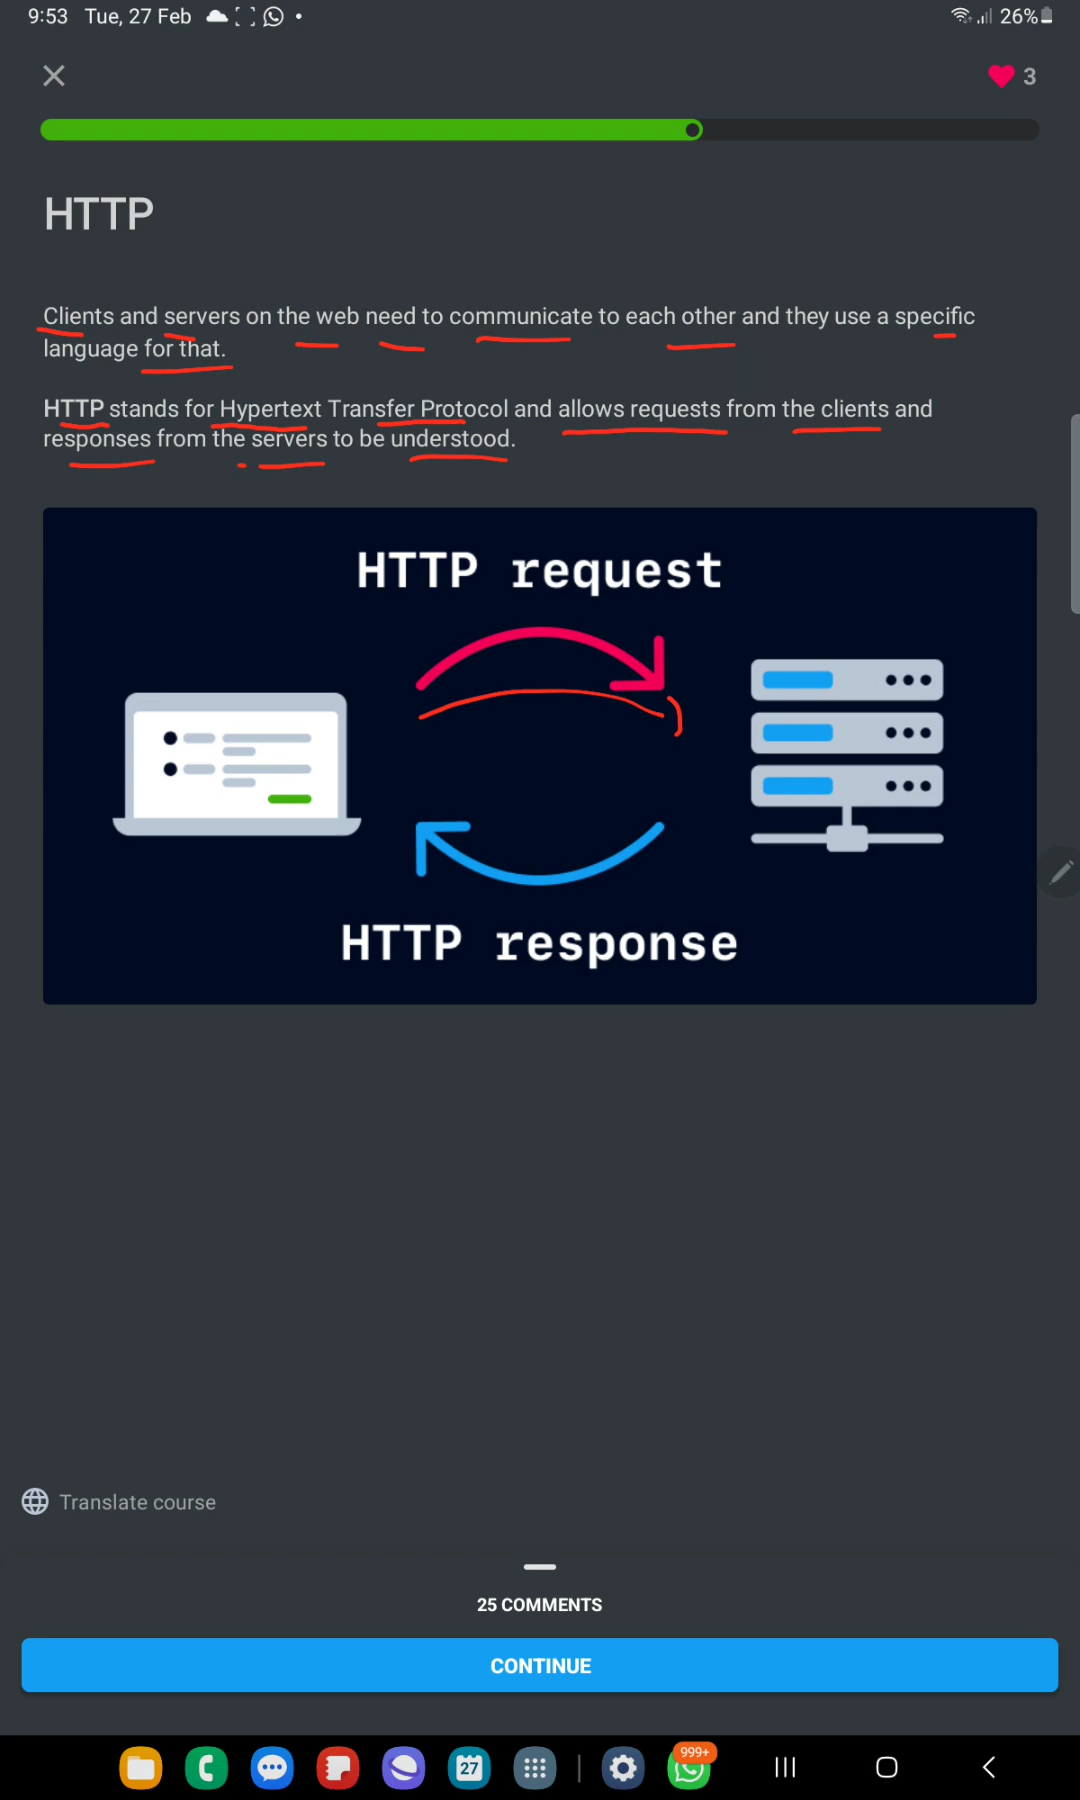 9:53 Tue, 27 Feb
26%
3
HTTP
Clients and servers on the web need to communicate to each other and they use a specific
language for that.
HTTP stands for Hypertext Transfer Protocol and allows requests from the clients and
responses from the servers to be understood.
HTTP request
HTTP response
Translate course
25 COMMENTS
CONTINUE
27
999+